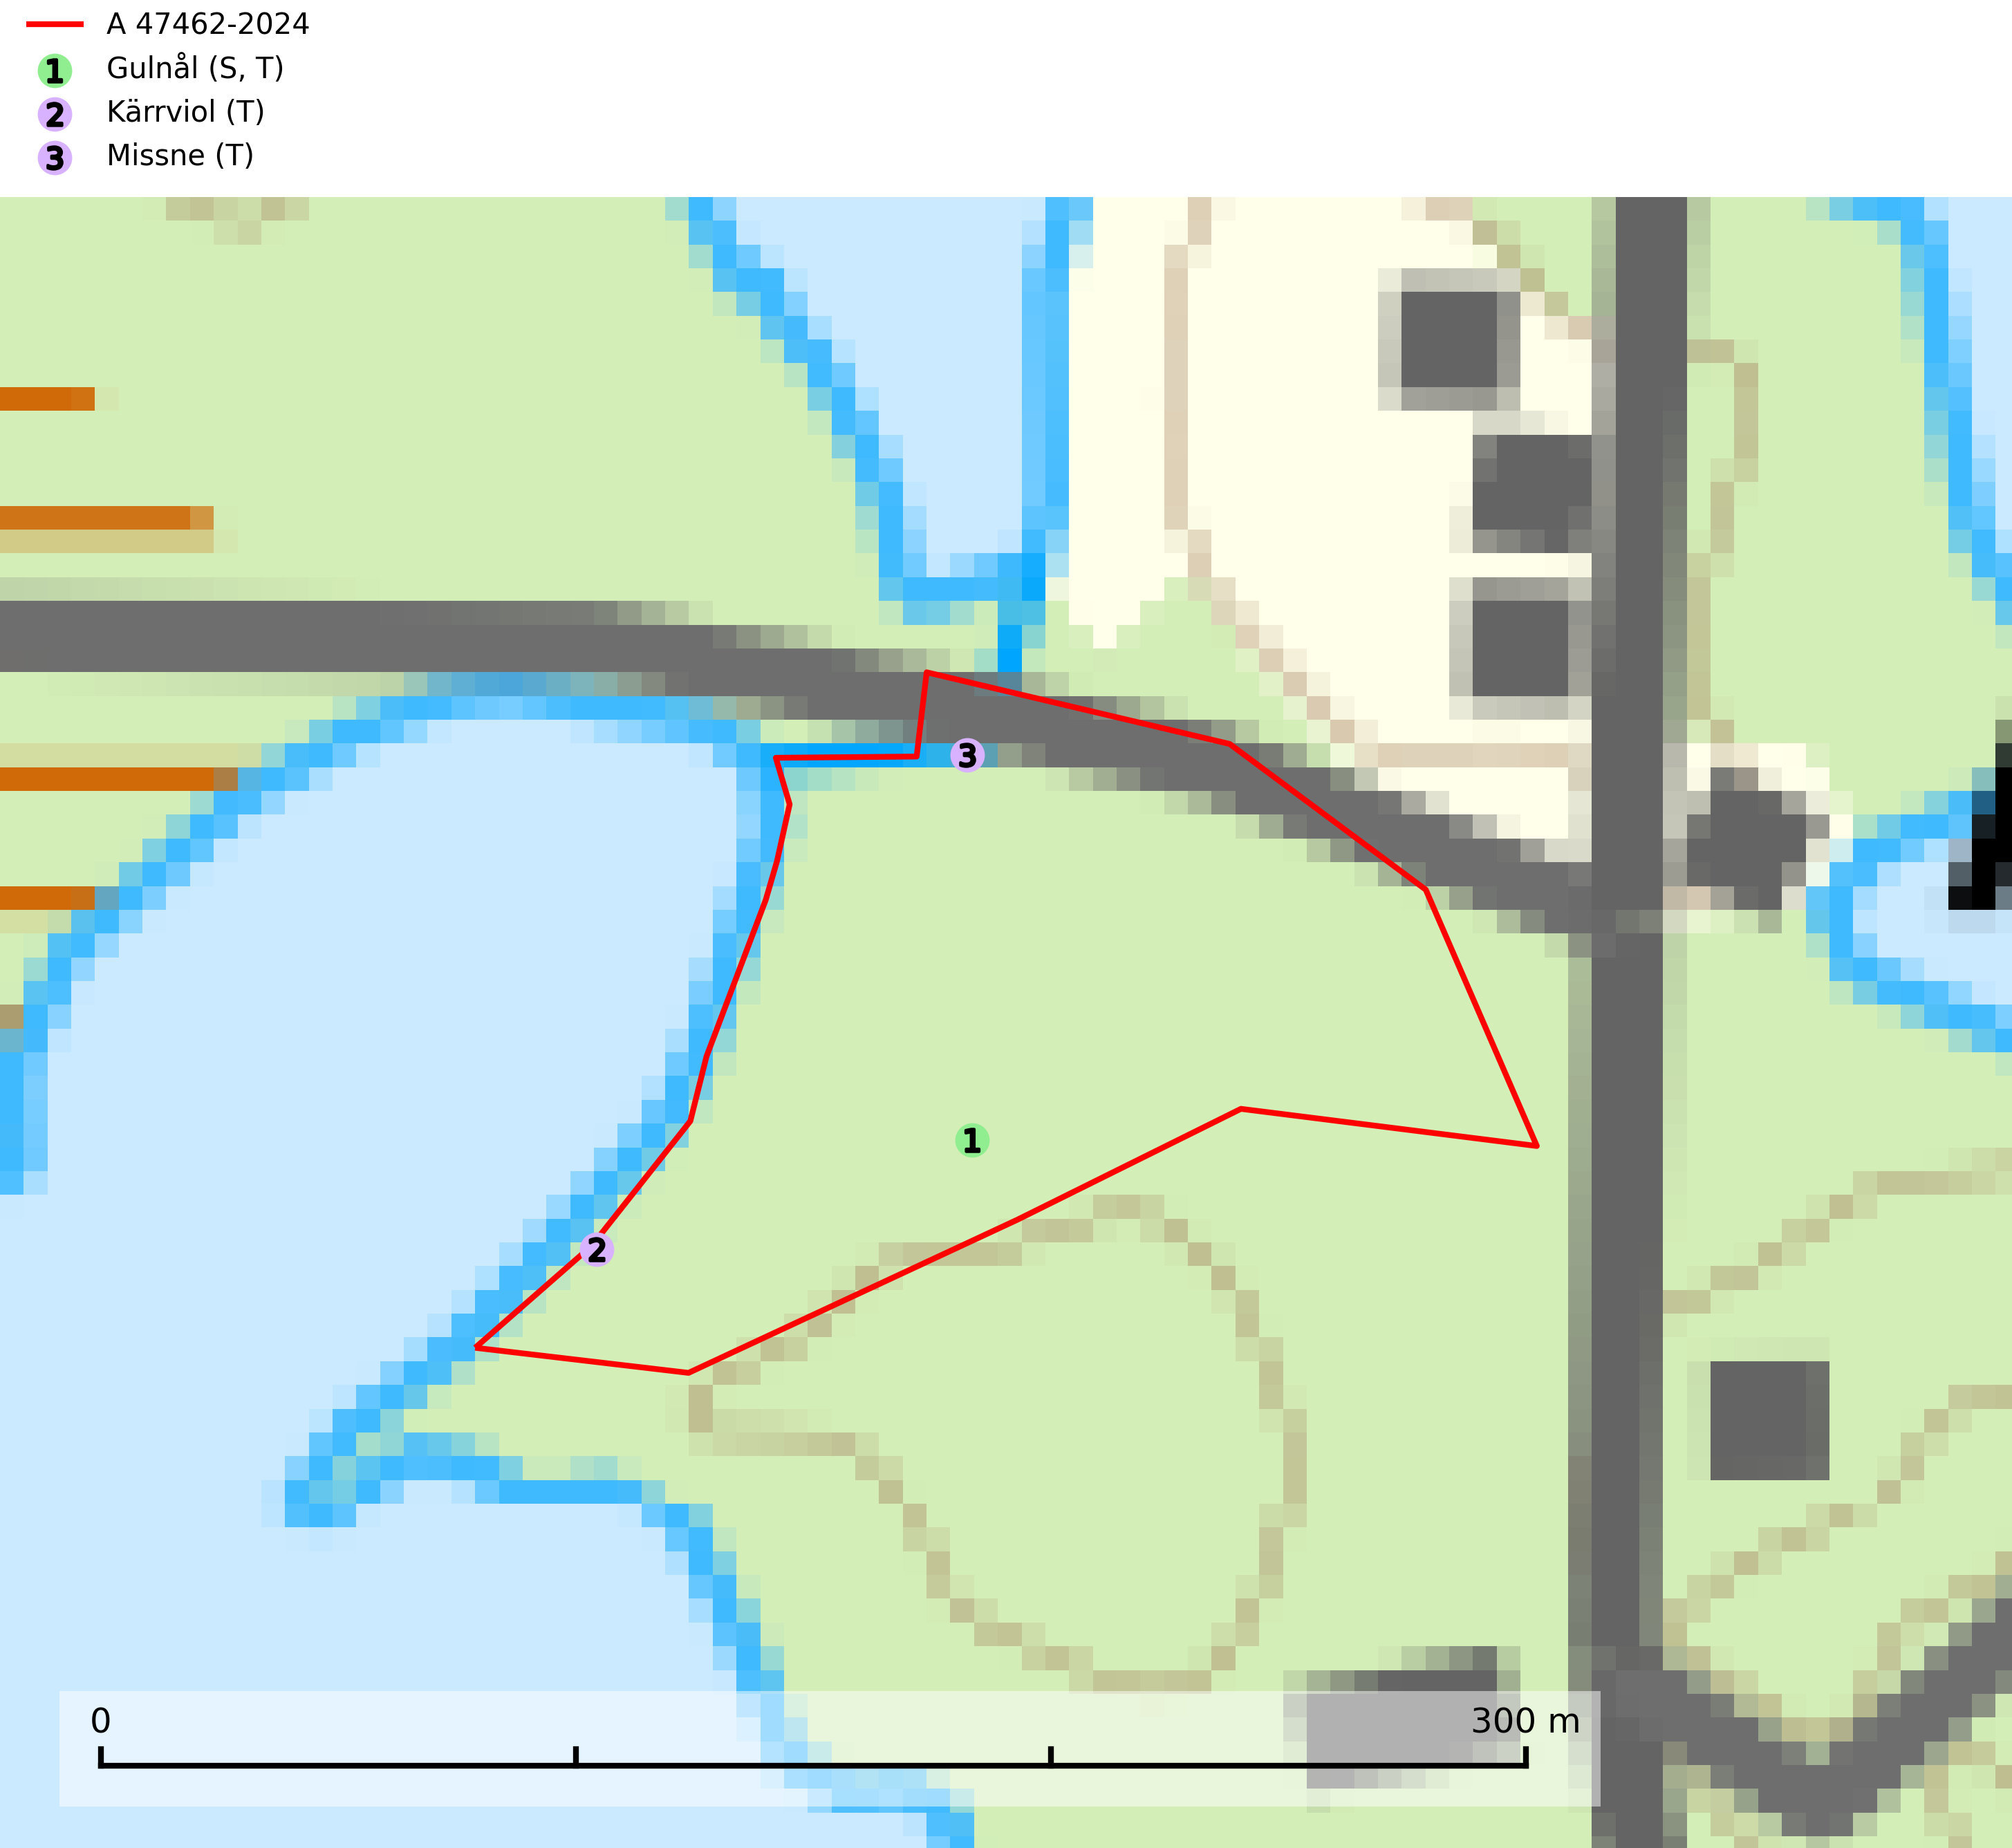 A 47462-2024
1 Gulnål (S, T)
2 Kärrviol (T)
3 Missne (T)
3
1
2
0 300 m